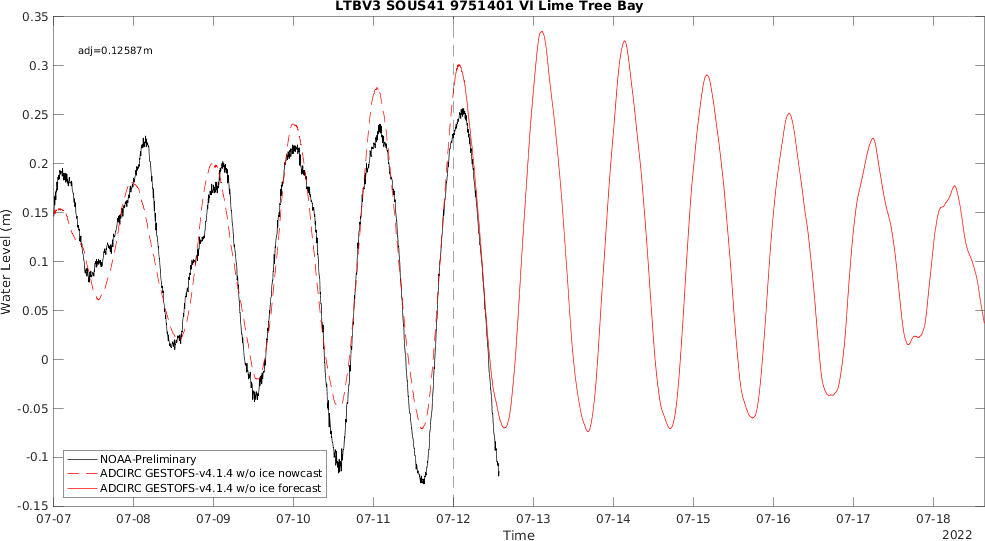 LTBV3 SOUS41 9751401 VI Lime Tree Bay
adj=0.12587m
0.35
0.3
0.25
0.2
0.15
0.1
0.05
0
-0.05
-0.1
-0.15
Water Level (m)
NOAA-Preliminary
ADCIRC GESTOFS-v4.1.4 w/o ice nowcast
ADCIRC GESTOFS-v4.1.4 w/o ice forecast
07-07 07-08 07-09 07-10 07-11 07-12 07-13 07-14 07-15 07-16 07-17 07-18
Time
2022